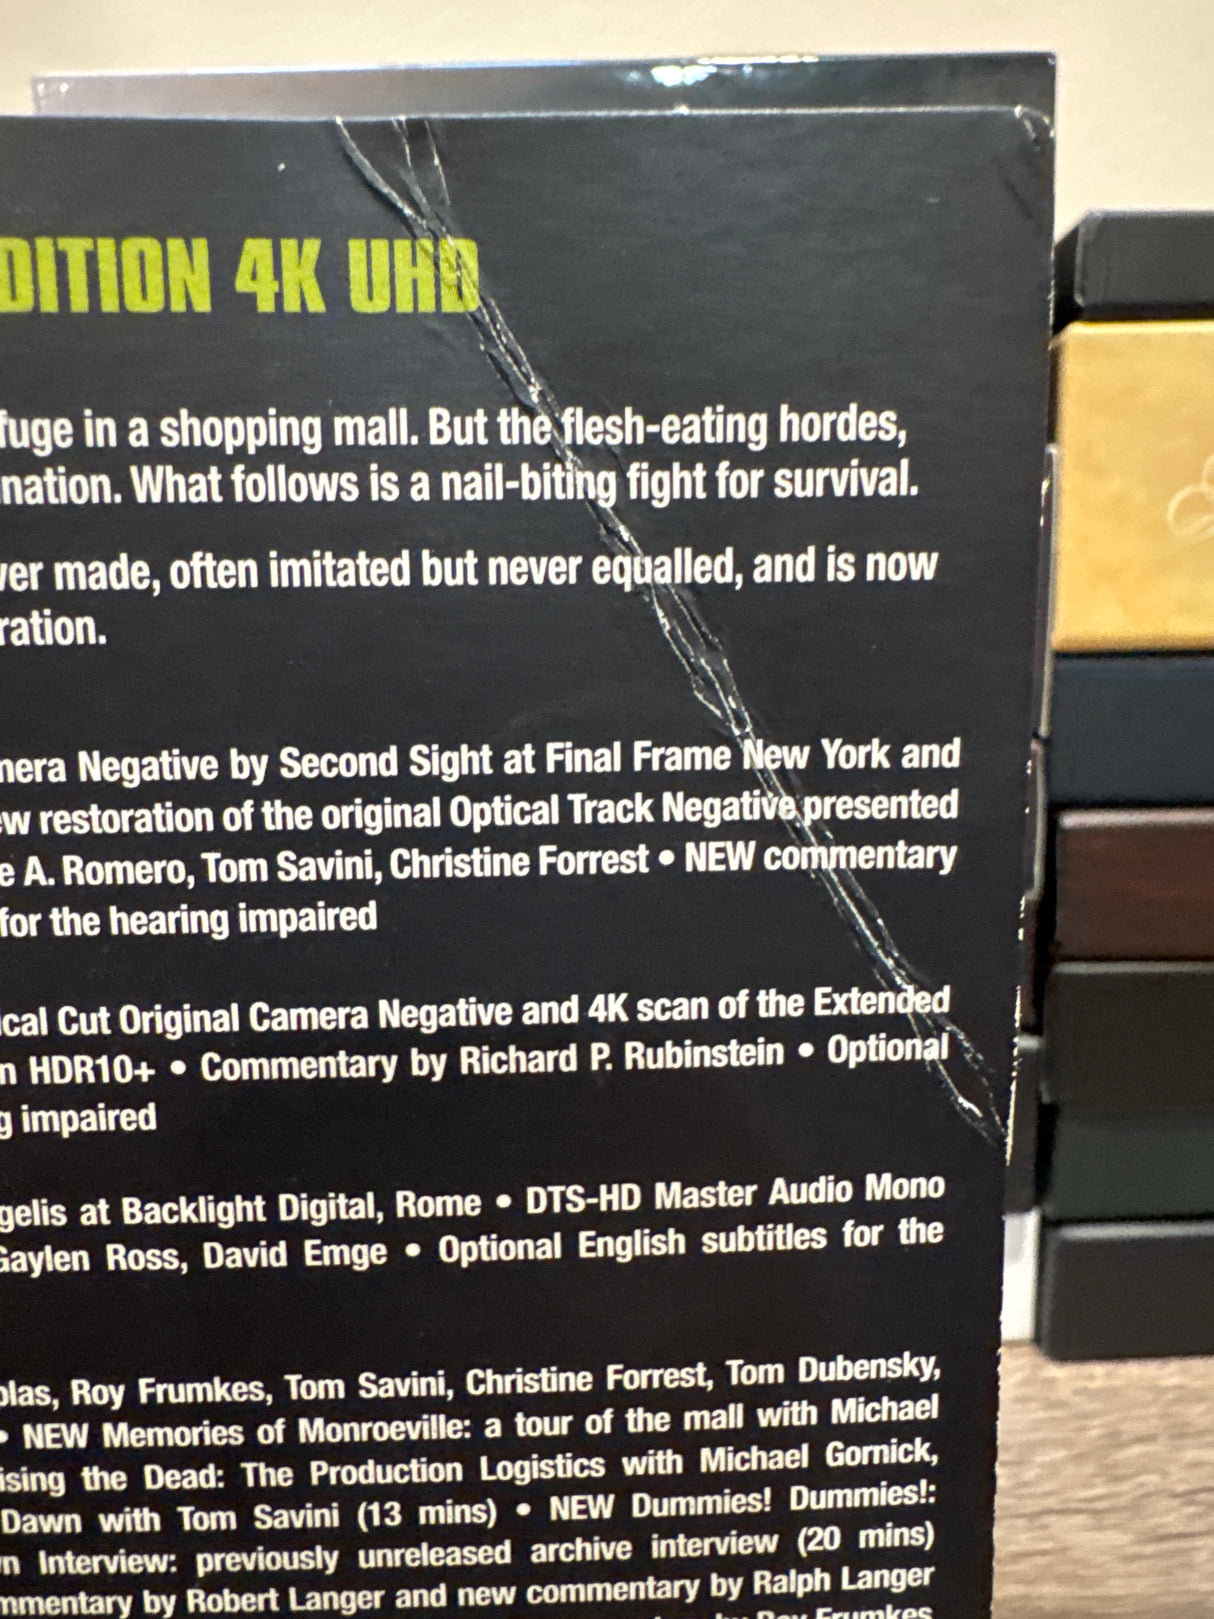 DITION 4K UHD
fuge in a shopping mall. But the flesh-eating hordes,
nation. What follows is a nail-biting fight for survival.
ver made, often imitated but never equalled, and is now
ration.
nera Negative by Second Sight at Final Frame New York and
ew restoration of the original Optical Track Negative presented
e A. Romero, Tom Savini, Christine Forrest • NEW commentary
for the hearing impaired
ical Cut Original Camera Negative and 4K scan of the Extended
n HDR10+ • Commentary by Richard P. Rubinstein • Optional
g impaired
gelis at Backlight Digital, Rome • DTS-HD Master Audio Mono
Gaylen Ross, David Emge • Optional English subtitles for the
olas, Roy Frumkes, Tom Savini, Christine Forrest, Tom Dubensky,
• NEW Memories of Monroeville: a tour of the mall with Michael
ising the Dead: The Production Logistics with Michael Gornick,
Dawn with Tom Savini (13 mins) • NEW Dummies! Dummies!:
n Interview: previously unreleased archive interview (20 mins)
mmentary by Robert Langer and new commentary by Ralph Langer
by Roy Frumkes